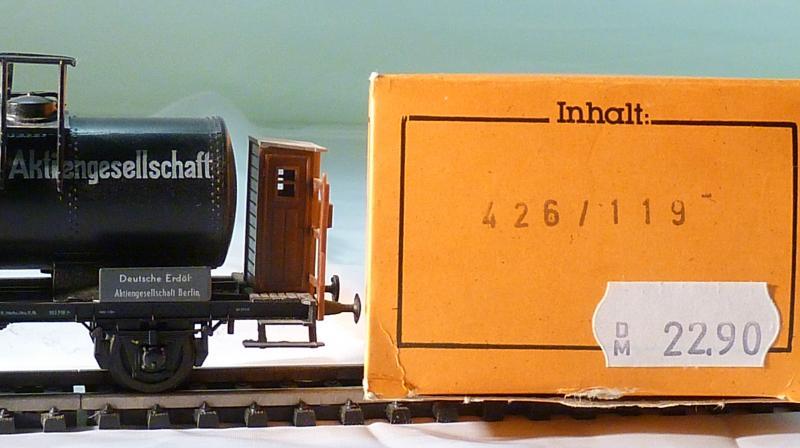 Aktiengesellschaft
Deutsche Erdöl-
Aktiengesellschaft Berlin.
Inhalt:
426/119
DM 22.90